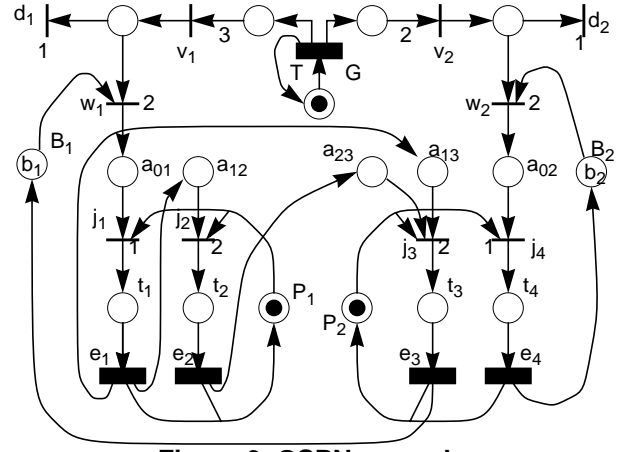 d1 1 v1 3 2 v2 1 d2
T G
w1 2 w2 2
B1 B2
b1 a01 a12 a23 a13 a02 b2
j1 1 j2 2 j3 2 1 j4
t1 t2 P1 P2 t3 t4
e1 e2 e3 e4